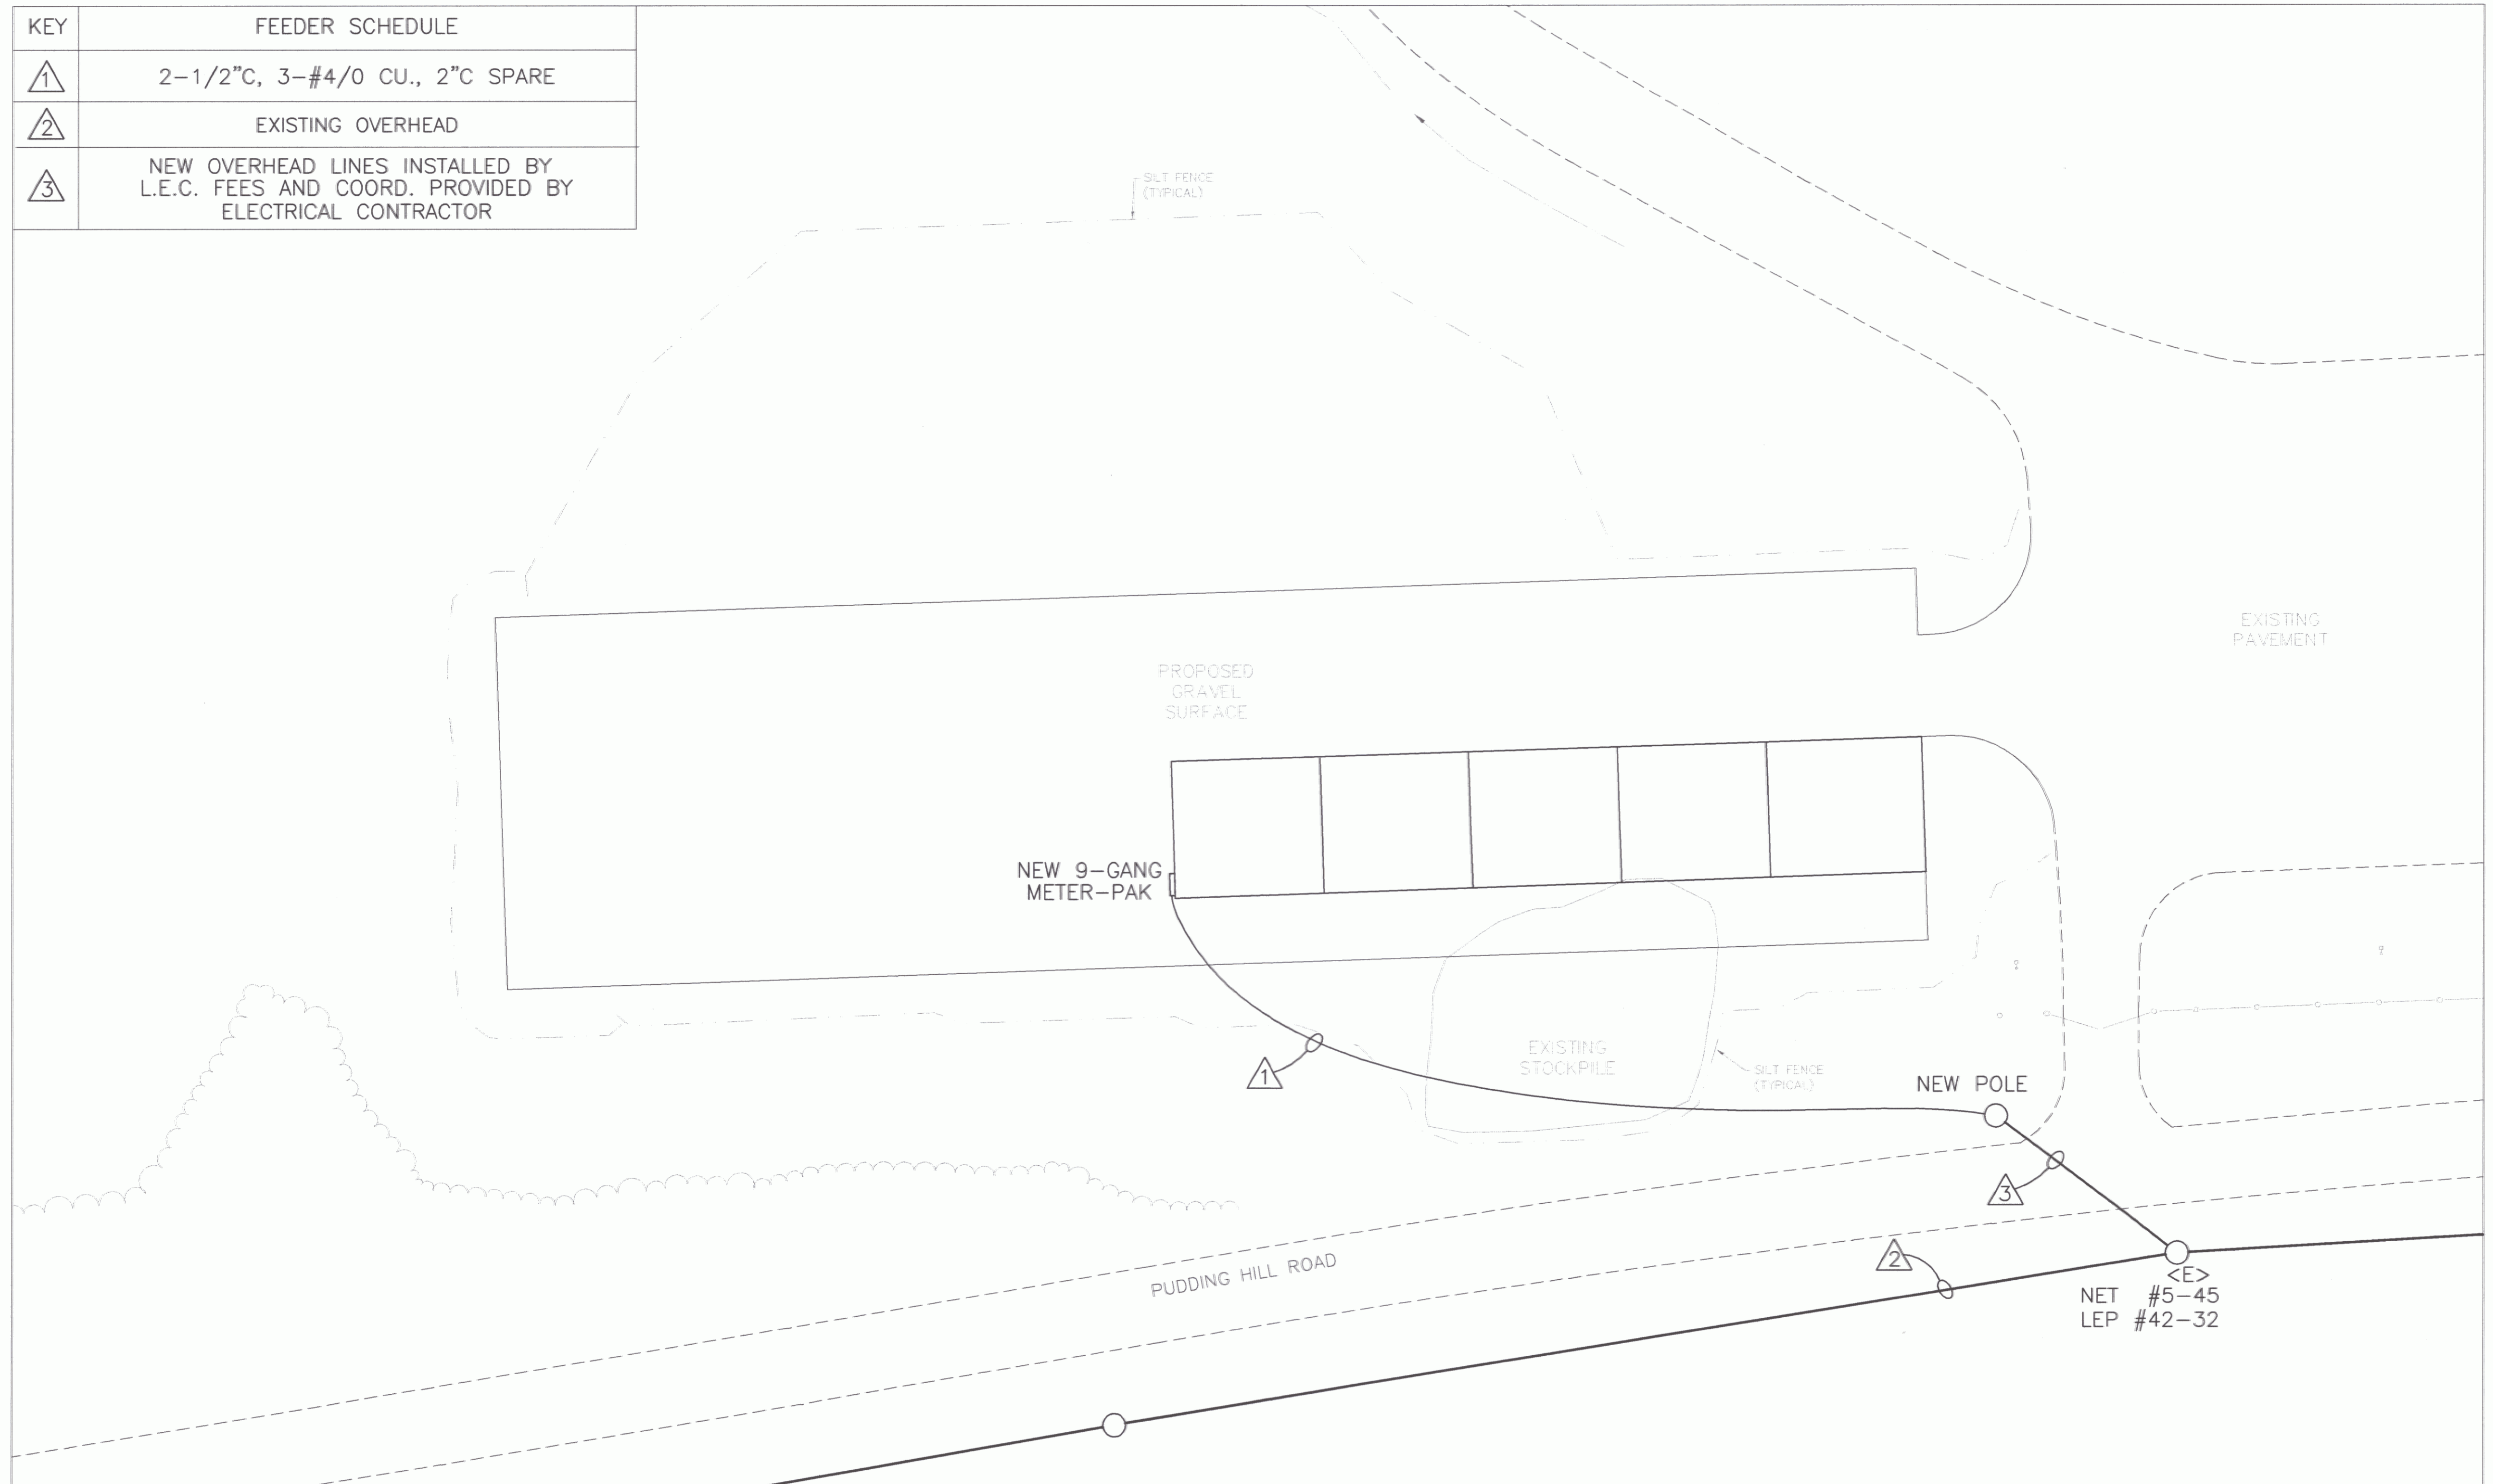 KEY FEEDER SCHEDULE
1 2-1/2"C, 3-#4/0 CU., 2"C SPARE
2 EXISTING OVERHEAD
3 NEW OVERHEAD LINES INSTALLED BY
L.E.C. FEES AND COORD. PROVIDED BY
ELECTRICAL CONTRACTOR
SILT FENCE
(TYPICAL)
EXISTING
PAVEMENT
PROPOSED
GRAVEL
SURFACE
NEW 9-GANG
METER-PAK
1
EXISTING
STOCKPILE
SILT FENCE
(TYPICAL)
NEW POLE
3
2
PUDDING HILL ROAD
<E>
NET #5-45
LEP #42-32